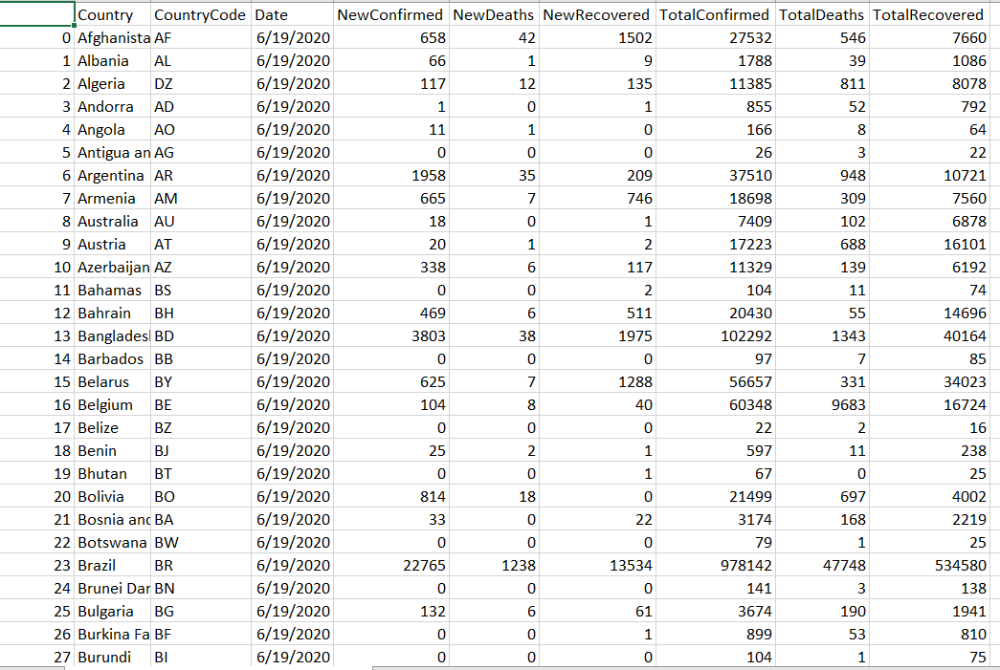 Country CountryCode Date NewConfirmed NewDeaths NewRecovered TotalConfirmed TotalDeaths TotalRecovered
0 Afghanista AF 6/19/2020 658 42 1502 27532 546 7660
1 Albania AL 6/19/2020 66 1 9 1788 39 1086
2 Algeria DZ 6/19/2020 117 12 135 11385 811 8078
3 Andorra AD 6/19/2020 1 0 1 855 52 792
4 Angola AO 6/19/2020 11 1 0 166 8 64
5 Antigua an AG 6/19/2020 0 0 0 26 3 22
6 Argentina AR 6/19/2020 1958 35 209 37510 948 10721
7 Armenia AM 6/19/2020 665 7 746 18698 309 7560
8 Australia AU 6/19/2020 18 0 1 7409 102 6878
9 Austria AT 6/19/2020 20 1 2 17223 688 16101
10 Azerbaijan AZ 6/19/2020 338 6 117 11329 139 6192
11 Bahamas BS 6/19/2020 0 0 2 104 11 74
12 Bahrain BH 6/19/2020 469 6 511 20430 55 14696
13 Banglades BD 6/19/2020 3803 38 1975 102292 1343 40164
14 Barbados BB 6/19/2020 0 0 0 97 7 85
15 Belarus BY 6/19/2020 625 7 1288 56657 331 34023
16 Belgium BE 6/19/2020 104 8 40 60348 9683 16724
17 Belize BZ 6/19/2020 0 0 0 22 2 16
18 Benin BJ 6/19/2020 25 2 1 597 11 238
19 Bhutan BT 6/19/2020 0 0 1 67 0 25
20 Bolivia BO 6/19/2020 814 18 0 21499 697 4002
21 Bosnia and BA 6/19/2020 33 0 22 3174 168 2219
22 Botswana BW 6/19/2020 0 0 0 79 1 25
23 Brazil BR 6/19/2020 22765 1238 13534 978142 47748 534580
24 Brunei Dar BN 6/19/2020 0 0 0 141 3 138
25 Bulgaria BG 6/19/2020 132 6 61 3674 190 1941
26 Burkina Fa BF 6/19/2020 0 0 1 899 53 810
27 Burundi BI 6/19/2020 0 0 0 104 1 75